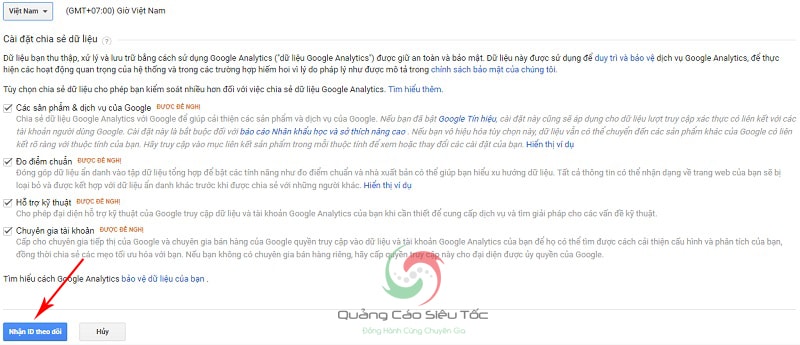 Việt Nam (GMT+07:00) Giờ Việt Nam
Cài đặt chia sẻ dữ liệu
Dữ liệu bạn thu thập, xử lý và lưu trữ bằng cách sử dụng Google Analytics ("dữ liệu Google Analytics") được giữ an toàn và bảo mật. Dữ liệu này được sử dụng để duy trì và bảo vệ dịch vụ Google Analytics, để thực
hiện các hoạt động quan trọng của hệ thống và trong các trường hợp hiếm hoi vì lý do pháp lý như được mô tả trong chính sách bảo mật của chúng tôi.
Tùy chọn chia sẻ dữ liệu cho phép bạn kiểm soát nhiều hơn đối với việc chia sẻ dữ liệu Google Analytics. Tìm hiểu thêm.
Các sản phẩm & dịch vụ của Google ĐƯỢC ĐỀ NGHỊ
Chia sẻ dữ liệu Google Analytics với Google để giúp cải thiện các sản phẩm và dịch vụ của Google. Nếu bạn đã bật Google Tín hiệu, cài đặt này cũng sẽ áp dụng cho dữ liệu lượt truy cập xác thực có liên kết với các
tài khoản người dùng Google. Cài đặt này là bắt buộc đối với báo cáo Nhân khẩu học và sở thích nâng cao . Nếu bạn vô hiệu hóa tùy chọn này, dữ liệu vẫn có thể chuyển đến các sản phẩm khác của Google có liên kết
rõ ràng với thuộc tính của bạn. Hãy truy cập vào mục liên kết sản phẩm trong mỗi thuộc tính để xem hoặc thay đổi các cài đặt của bạn. Hiển thị ví dụ
Đo điểm chuẩn ĐƯỢC ĐỀ NGHỊ
Đóng góp dữ liệu ẩn danh vào tập dữ liệu tổng hợp để bật các tính năng như đo điểm chuẩn và nhà xuất bản có thể giúp bạn hiểu xu hướng dữ liệu. Tất cả thông tin có thể nhận dạng về trang web của bạn sẽ bị
loại bỏ và được kết hợp với dữ liệu ẩn danh khác trước khi được chia sẻ với những người khác. Hiển thị ví dụ
Hỗ trợ kỹ thuật ĐƯỢC ĐỀ NGHỊ
Cho phép đại diện hỗ trợ kỹ thuật của Google truy cập dữ liệu và tài khoản Google Analytics của bạn khi cần thiết để cung cấp dịch vụ và tìm giải pháp cho các vấn đề kỹ thuật.
Chuyên gia tài khoản ĐƯỢC ĐỀ NGHỊ
Cấp cho chuyên gia tiếp thị của Google và chuyên gia bán hàng của Google quyền truy cập vào dữ liệu và tài khoản Google Analytics của bạn để họ có thể tìm được cách cải thiện cấu hình và phân tích của bạn,
đồng thời chia sẻ các mẹo tối ưu hóa với bạn. Nếu bạn không có chuyên gia bán hàng riêng, hãy cấp quyền truy cập này cho đại diện được ủy quyền của Google.
Tìm hiểu cách Google Analytics bảo vệ dữ liệu của bạn .
Nhận ID theo dõi Hủy
Quảng Cáo Siêu Tốc
Đồng Hành Cùng Chuyên Gia